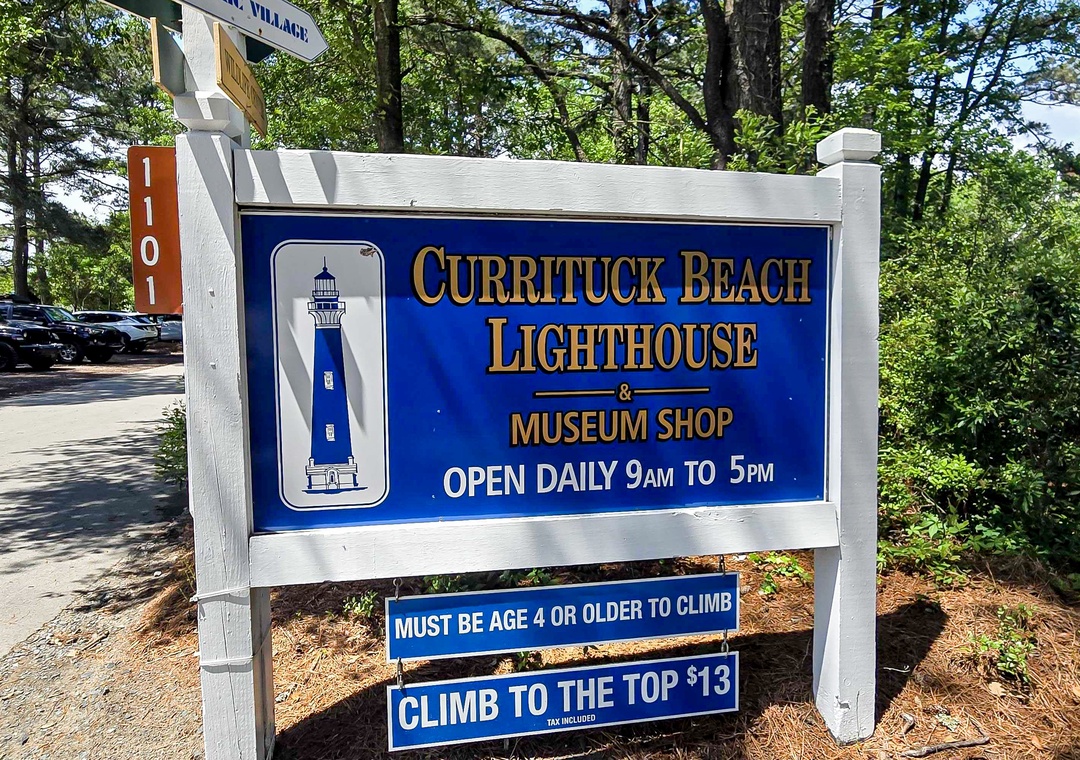 VILLAGE
1101
CURRITUCK BEACH
LIGHTHOUSE
&
MUSEUM SHOP
OPEN DAILY 9AM TO 5PM
MUST BE AGE 4 OR OLDER TO CLIMB
CLIMB TO THE TOP $13
TAX INCLUDED